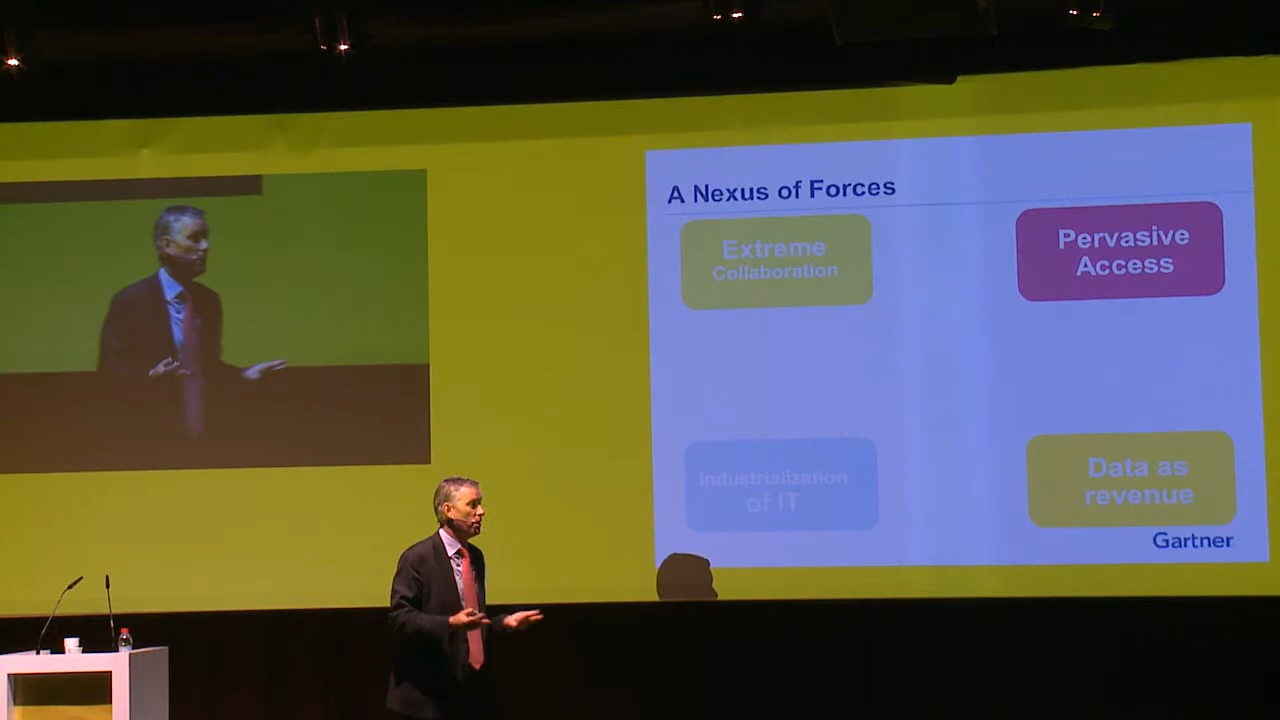 A Nexus of Forces
Extreme
Collaboration
Pervasive
Access
Industrialization
of IT
Data as
revenue
Gartner